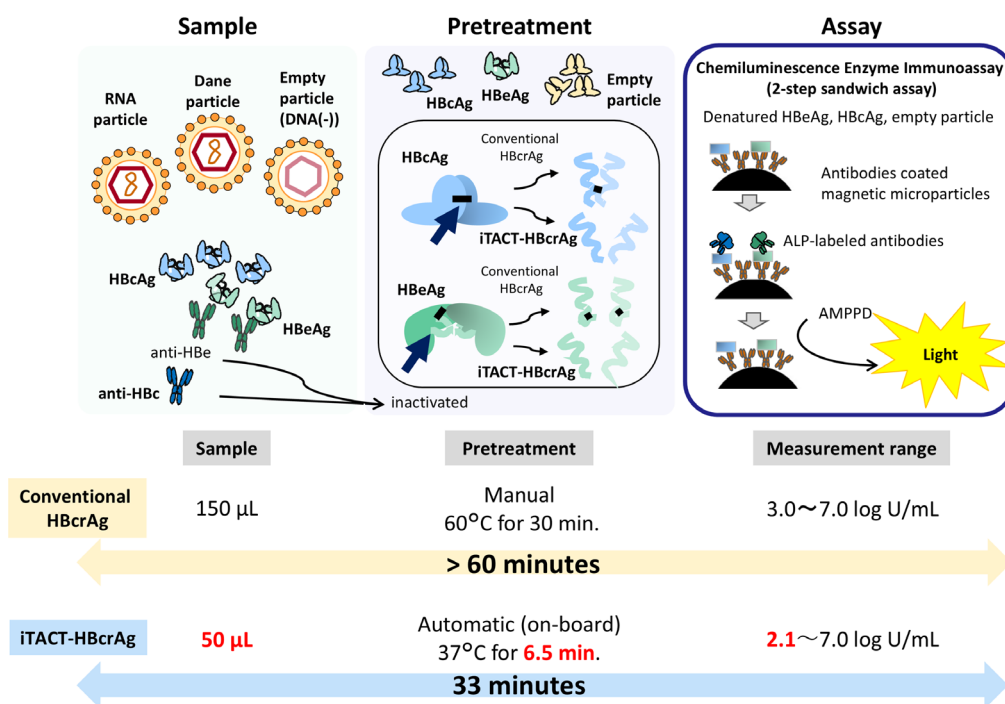 Sample
Pretreatment
Assay
RNA
particle
Dane
particle
Empty
particle
(DNA(-))
HBcAg
HBeAg
anti-HBe
anti-HBc
HBcAg
HBeAg
Empty
particle
HBcAg
Conventional
HBcrAg
iTACT-HBcrAg
HBeAg
Conventional
HBcrAg
iTACT-HBcrAg
inactivated
Chemiluminescence Enzyme Immunoassay
(2-step sandwich assay)
Denatured HBeAg, HBcAg, empty particle
Antibodies coated
magnetic microparticles
ALP-labeled antibodies
AMPPD
Light
Sample
Pretreatment
Measurement range
Conventional
HBcrAg
150 µL
Manual
60°C for 30 min.
3.0～7.0 log U/mL
> 60 minutes
iTACT-HBcrAg
50 µL
Automatic (on-board)
37°C for 6.5 min.
2.1～7.0 log U/mL
33 minutes